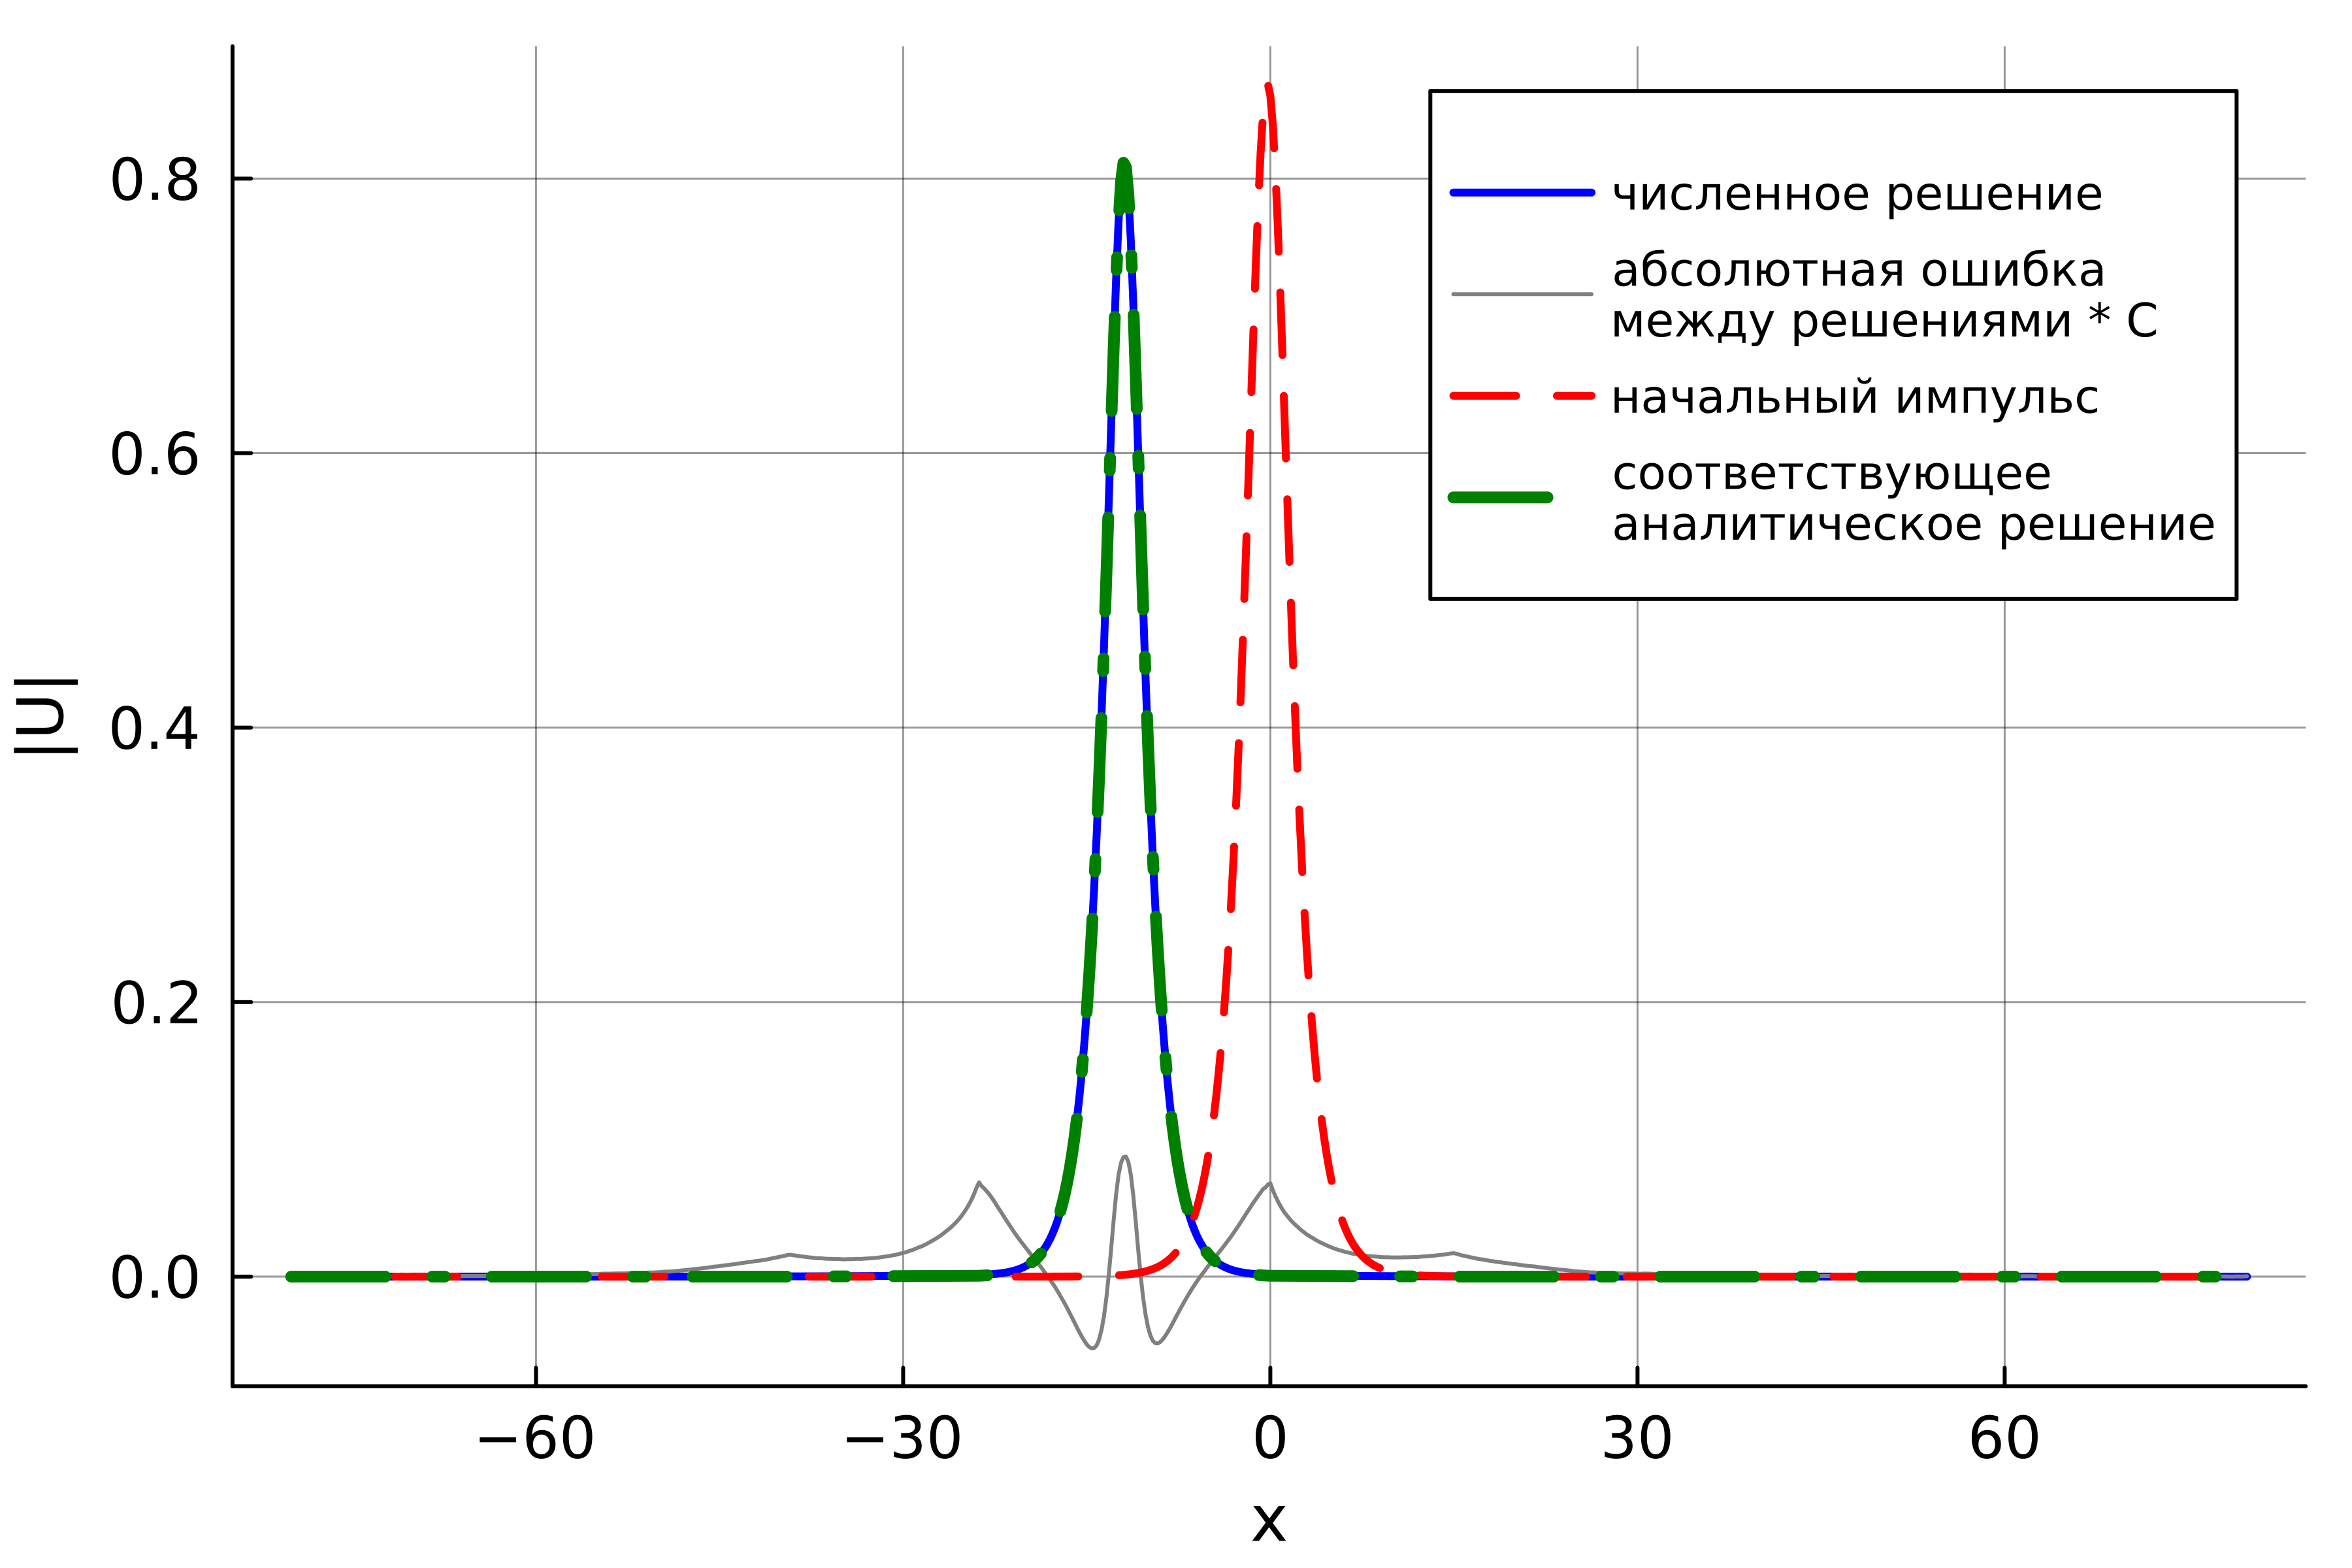 0.8
0.6
0.4
0.2
0.0
|U|
−60
−30
0
30
60
x
численное решение
абсолютная ошибка
между решениями * C
начальный импульс
соответствующее
аналитическое решение